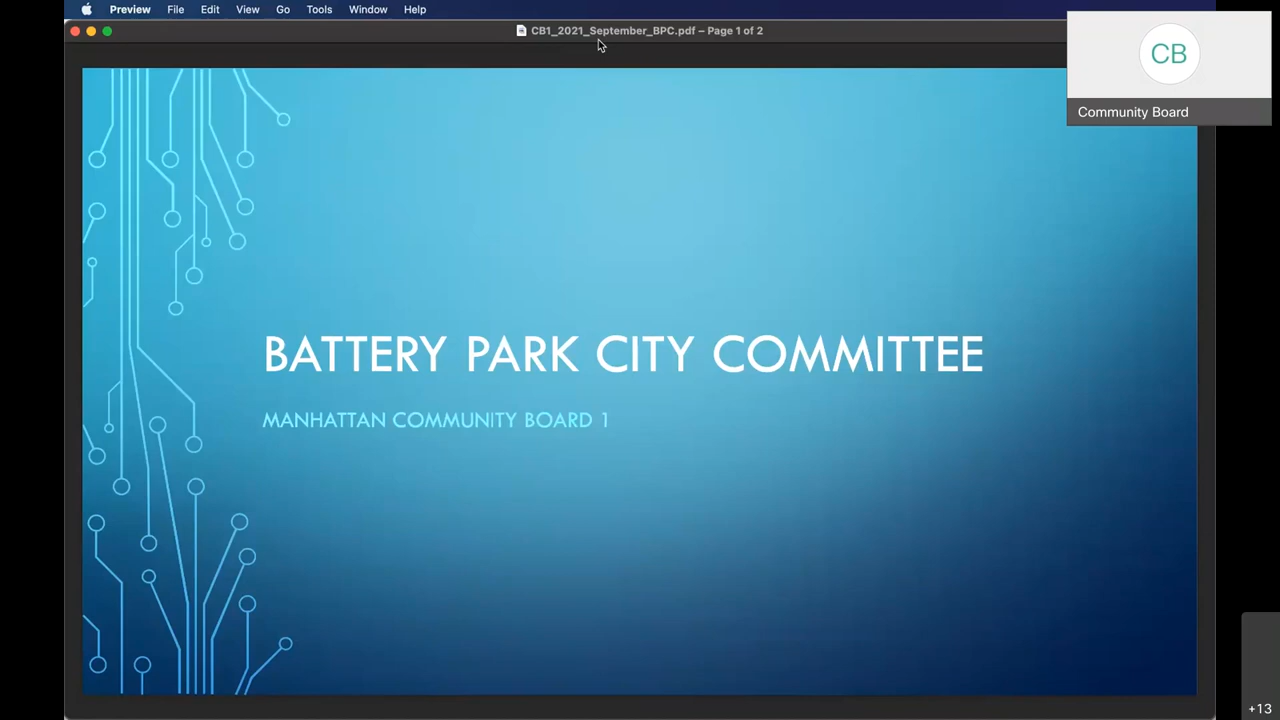 Preview File Edit View Go Tools Window Help
CB1_2021_September_BPC.pdf – Page 1 of 2
CB
Community Board
BATTERY PARK CITY COMMITTEE
MANHATTAN COMMUNITY BOARD 1
+13